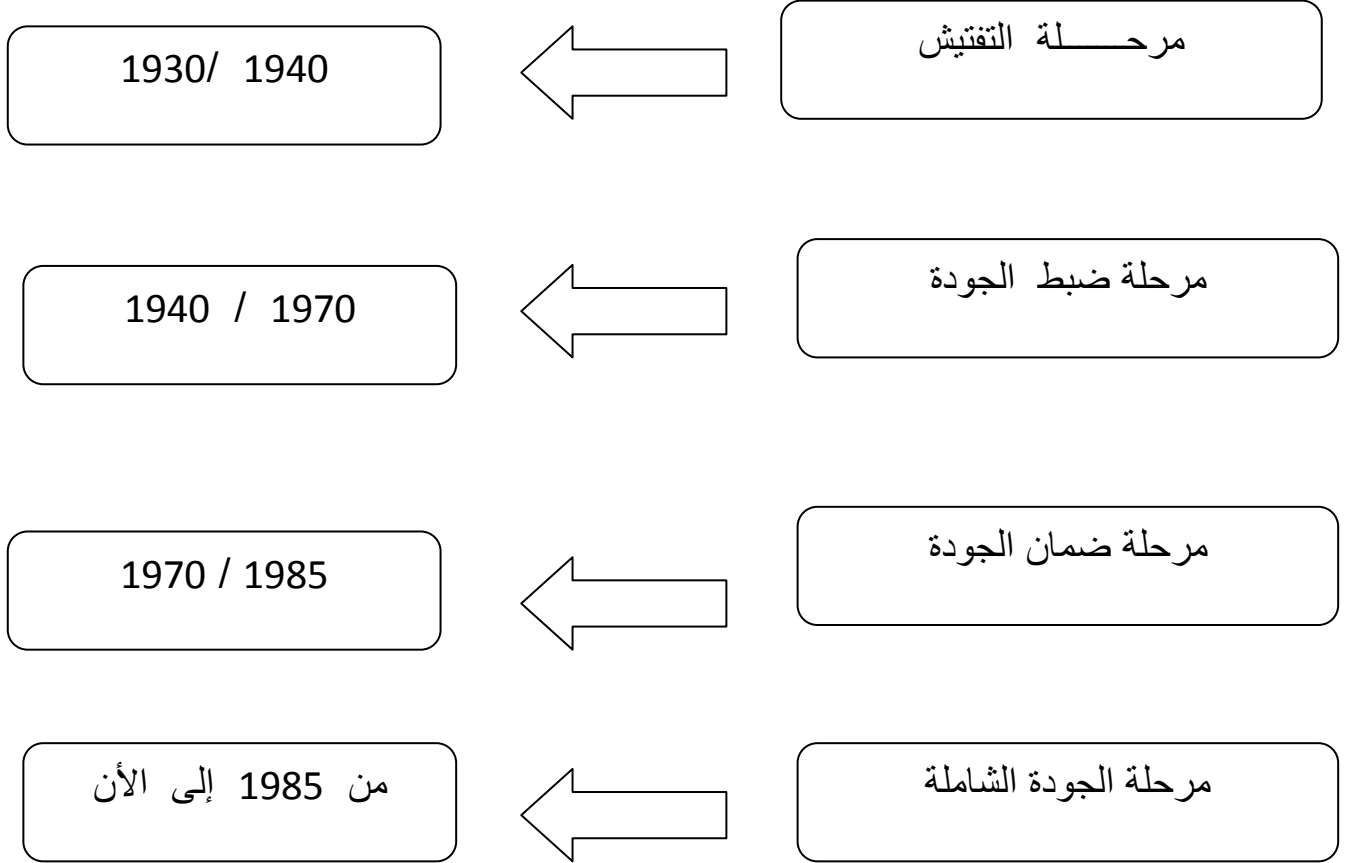 مرحـــــــلة التفتيش
1930/ 1940
مرحلة ضبط الجودة
1940 / 1970
مرحلة ضمان الجودة
1970 / 1985
مرحلة الجودة الشاملة
من 1985 إلى الأن